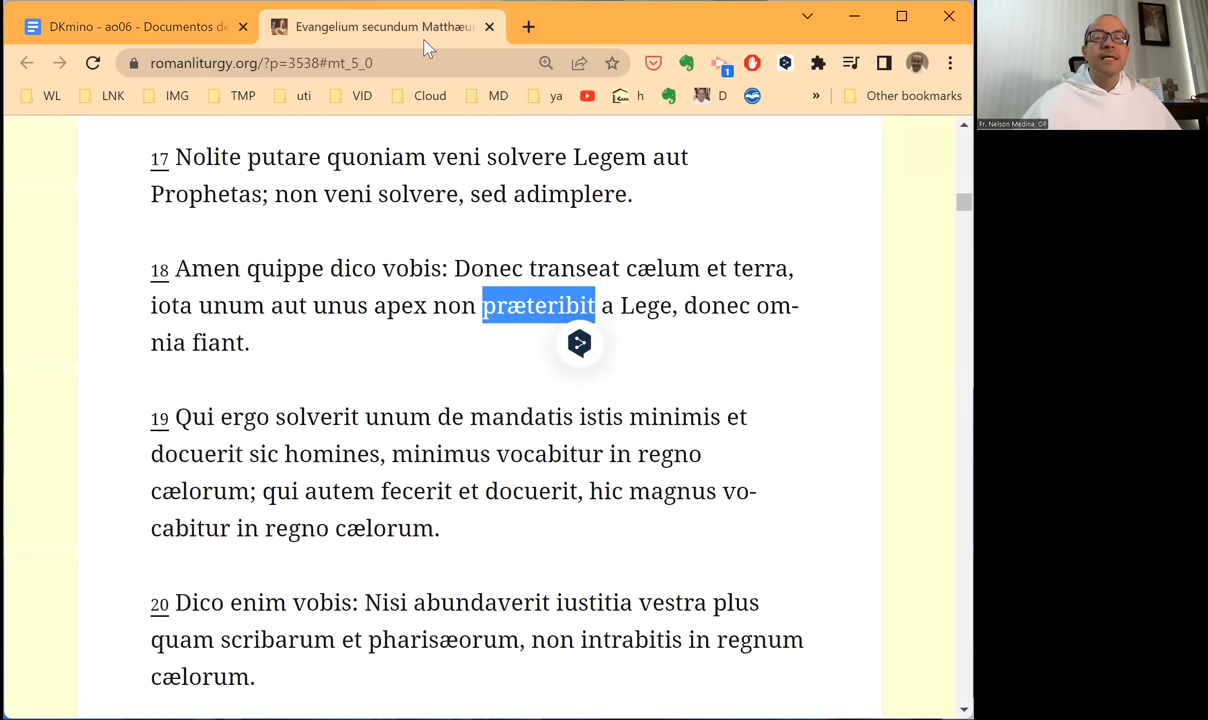 DKmino - ao06 - Documentos de
Evangelium secundum Matthæu
romanliturgy.org/?p=3538#mt_5_0
1
WL LNK IMG TMP uti VID Cloud MD ya h D » Other bookmarks
Fr. Nelson Medina, OP
17 Nolite putare quoniam veni solvere Legem aut
Prophetas; non veni solvere, sed adimplere.
18 Amen quippe dico vobis: Donec transeat cælum et terra,
iota unum aut unus apex non præteribit a Lege, donec om-
nia fiant.
19 Qui ergo solverit unum de mandatis istis minimis et
docuerit sic homines, minimus vocabitur in regno
cælorum; qui autem fecerit et docuerit, hic magnus vo-
cabitur in regno cælorum.
20 Dico enim vobis: Nisi abundaverit iustitia vestra plus
quam scribarum et pharisæorum, non intrabitis in regnum
cælorum.